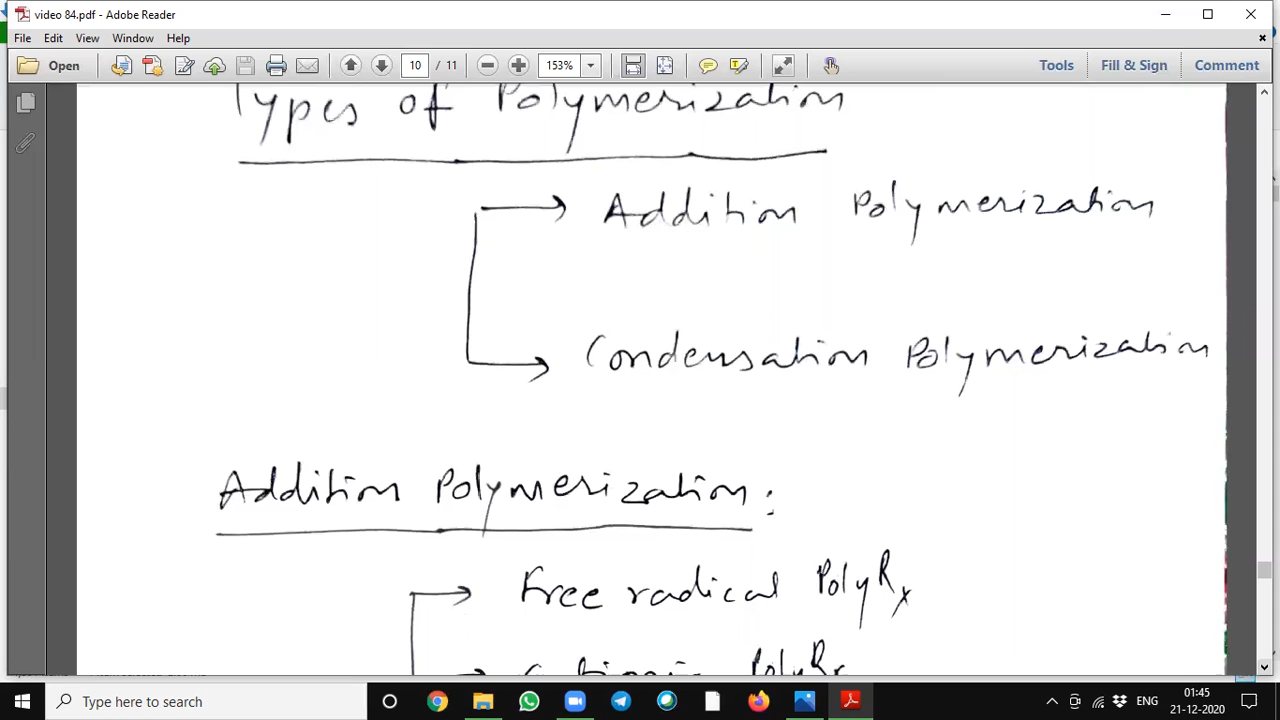 video 84.pdf - Adobe Reader
File Edit View Window Help
Open 10 / 11 153% Tools Fill & Sign Comment
Types of Polymerization
Addition Polymerization
Condensation Polymerization
Addition Polymerization :
Free radical PolyRx
PolyRx
Type here to search
ENG 01:45
21-12-2020